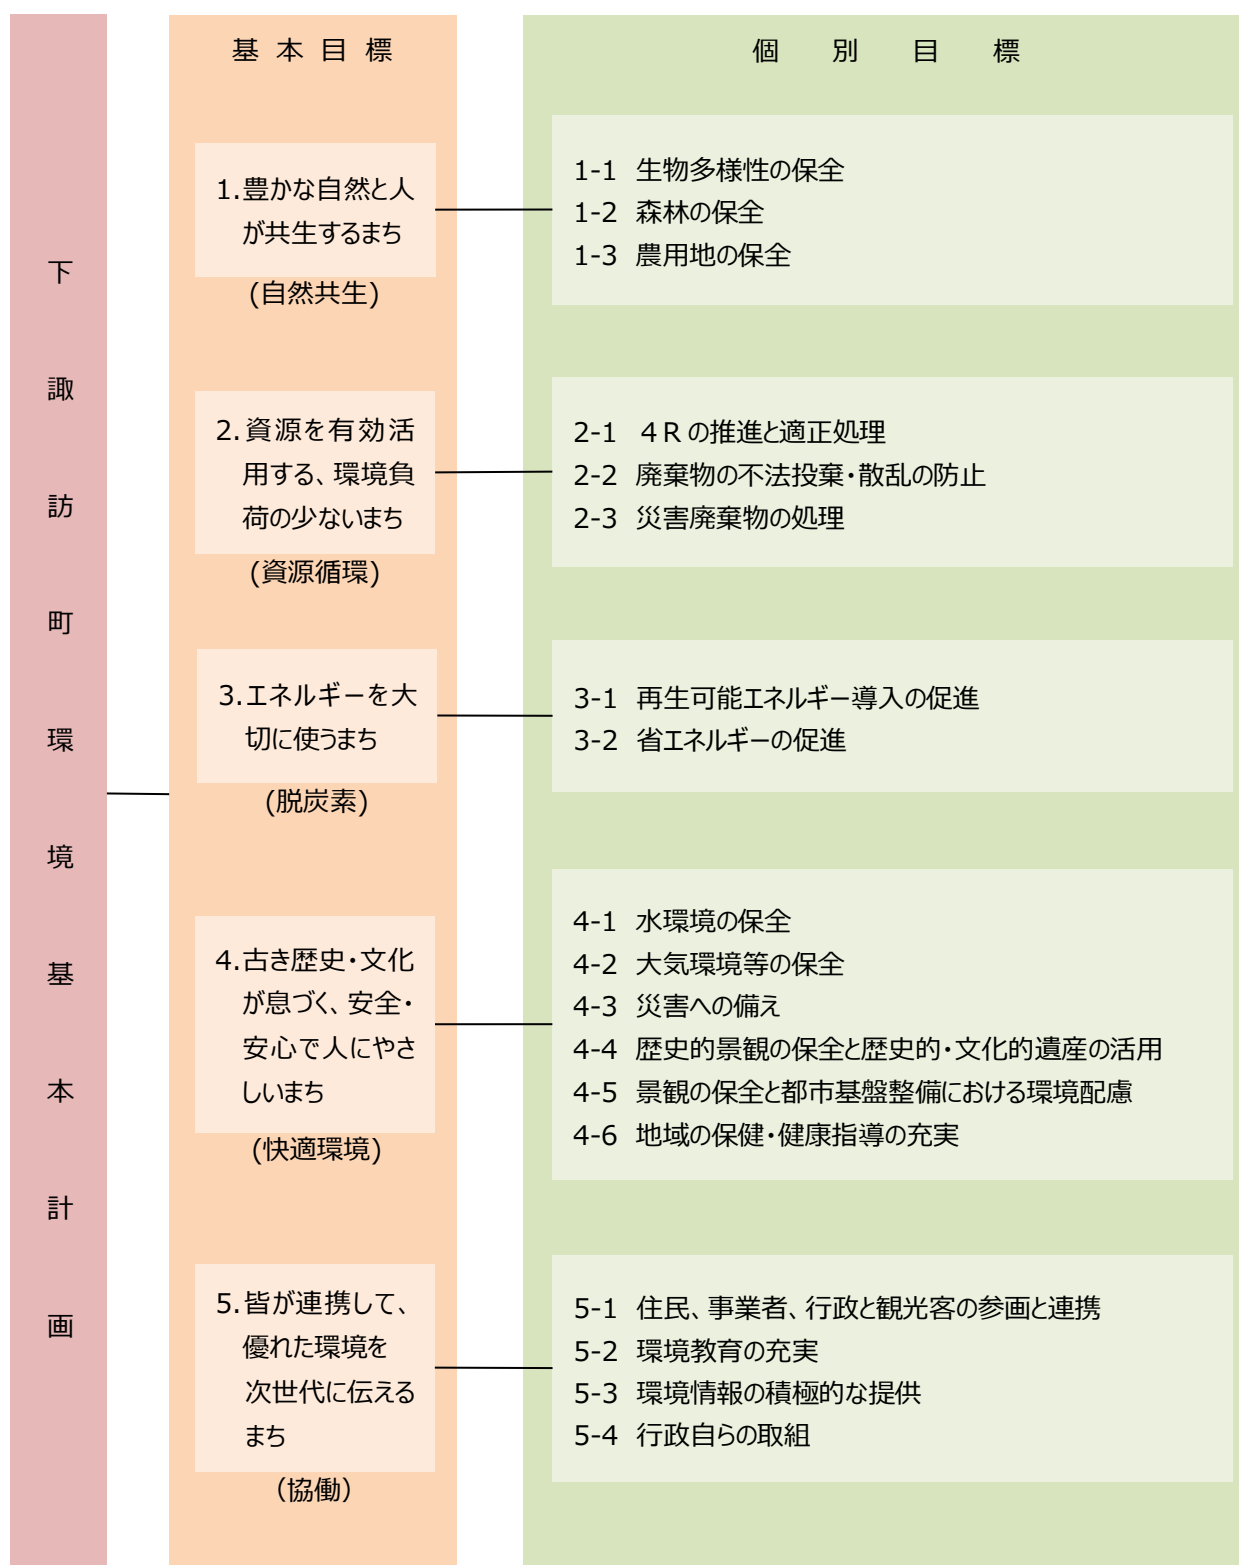 下諏訪町環境基本計画
基本目標
1.豊かな自然と人
が共生するまち
(自然共生)
2.資源を有効活
用する、環境負
荷の少ないまち
(資源循環)
3.エネルギーを大
切に使うまち
(脱炭素)
4.古き歴史・文化
が息づく、安全・
安心で人にやさ
しいまち
(快適環境)
5.皆が連携して、
優れた環境を
次世代に伝える
まち
(協働)
個別目標
1-1 生物多様性の保全
1-2 森林の保全
1-3 農用地の保全
2-1 ４Ｒの推進と適正処理
2-2 廃棄物の不法投棄・散乱の防止
2-3 災害廃棄物の処理
3-1 再生可能エネルギー導入の促進
3-2 省エネルギーの促進
4-1 水環境の保全
4-2 大気環境等の保全
4-3 災害への備え
4-4 歴史的景観の保全と歴史的・文化的遺産の活用
4-5 景観の保全と都市基盤整備における環境配慮
4-6 地域の保健・健康指導の充実
5-1 住民、事業者、行政と観光客の参画と連携
5-2 環境教育の充実
5-3 環境情報の積極的な提供
5-4 行政自らの取組